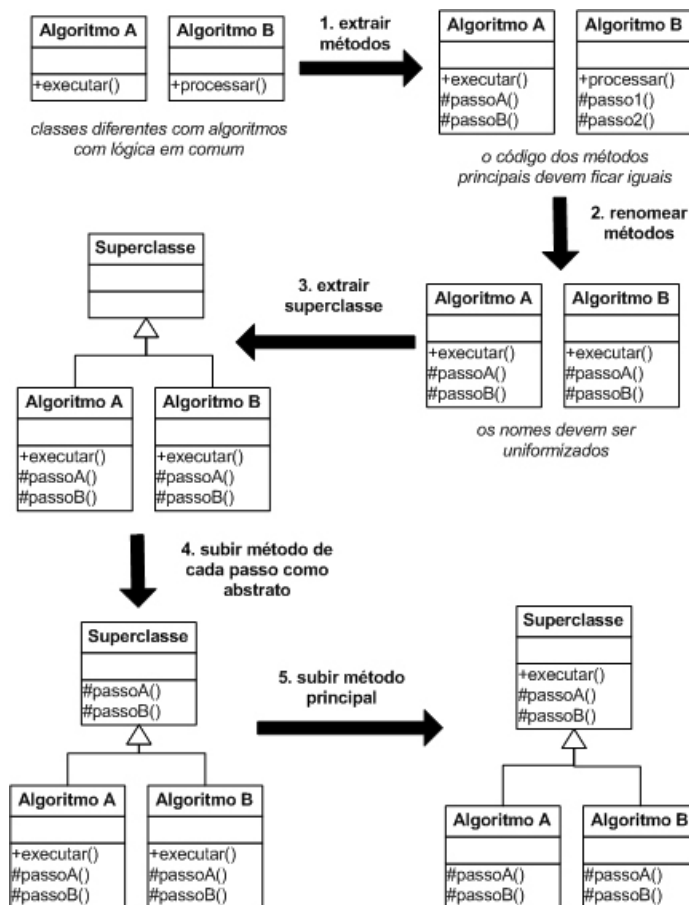 Algoritmo A
+executar()
Algoritmo B
+processar()
classes diferentes com algoritmos
com lógica em comum
1. extrair
métodos
Algoritmo A
+executar()
#passoA()
#passoB()
Algoritmo B
+processar()
#passo1()
#passo2()
o código dos métodos
principais devem ficar iguais
2. renomear
métodos
Algoritmo A
+executar()
#passoA()
#passoB()
Algoritmo B
+executar()
#passoA()
#passoB()
os nomes devem ser
uniformizados
3. extrair
superclasse
Superclasse
Algoritmo A
+executar()
#passoA()
#passoB()
Algoritmo B
+executar()
#passoA()
#passoB()
4. subir método de
cada passo como
abstrato
Superclasse
#passoA()
#passoB()
Algoritmo A
+executar()
#passoA()
#passoB()
Algoritmo B
+executar()
#passoA()
#passoB()
5. subir método
principal
Superclasse
+executar()
#passoA()
#passoB()
Algoritmo A
#passoA()
#passoB()
Algoritmo B
#passoA()
#passoB()